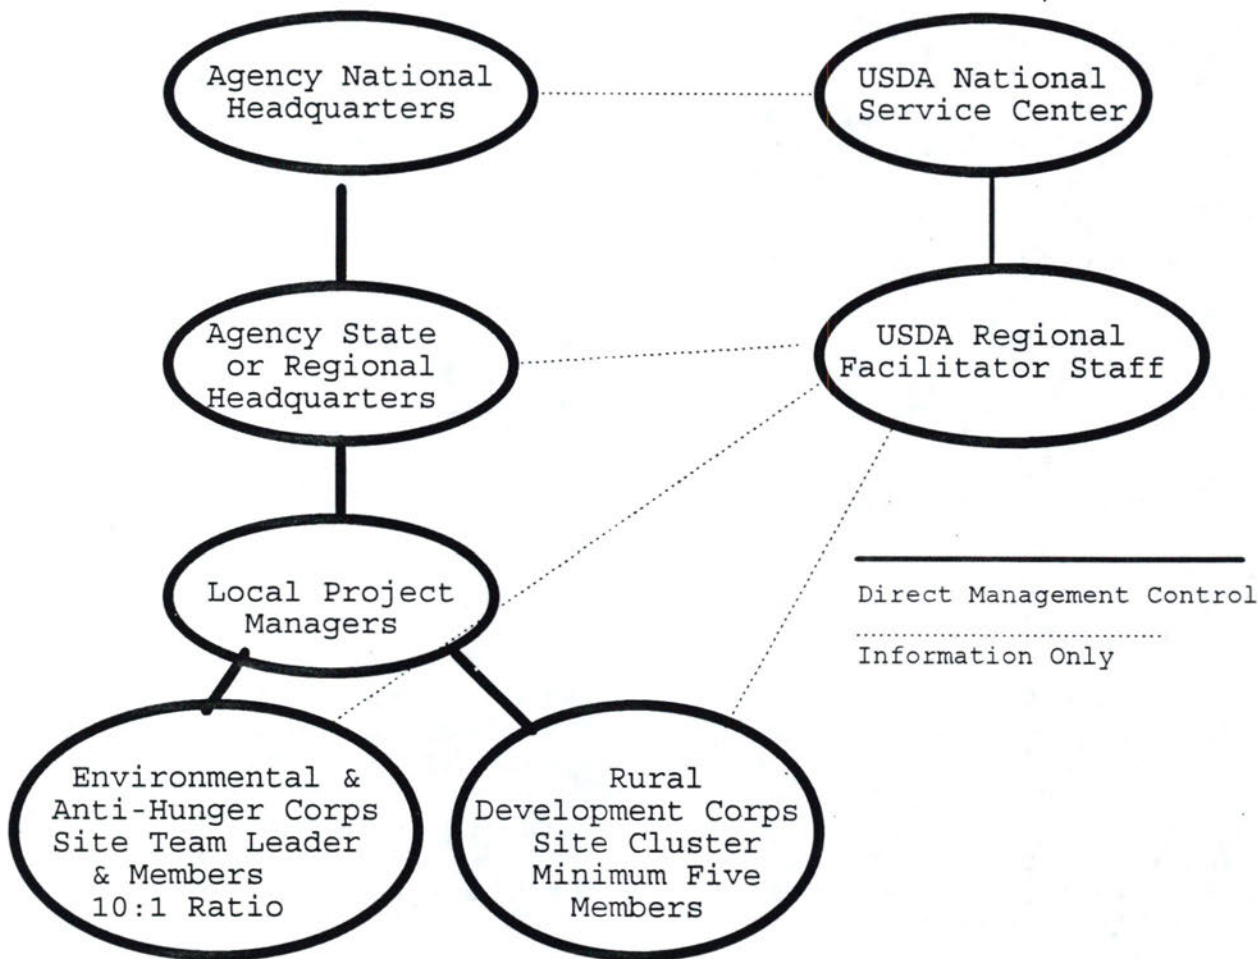 Agency National
Headquarters
USDA National
Service Center
Agency State
or Regional
Headquarters
USDA Regional
Facilitator Staff
Local Project
Managers
Direct Management Control
Information Only
Environmental &
Anti-Hunger Corps
Site Team Leader
& Members
10:1 Ratio
Rural
Development Corps
Site Cluster
Minimum Five
Members